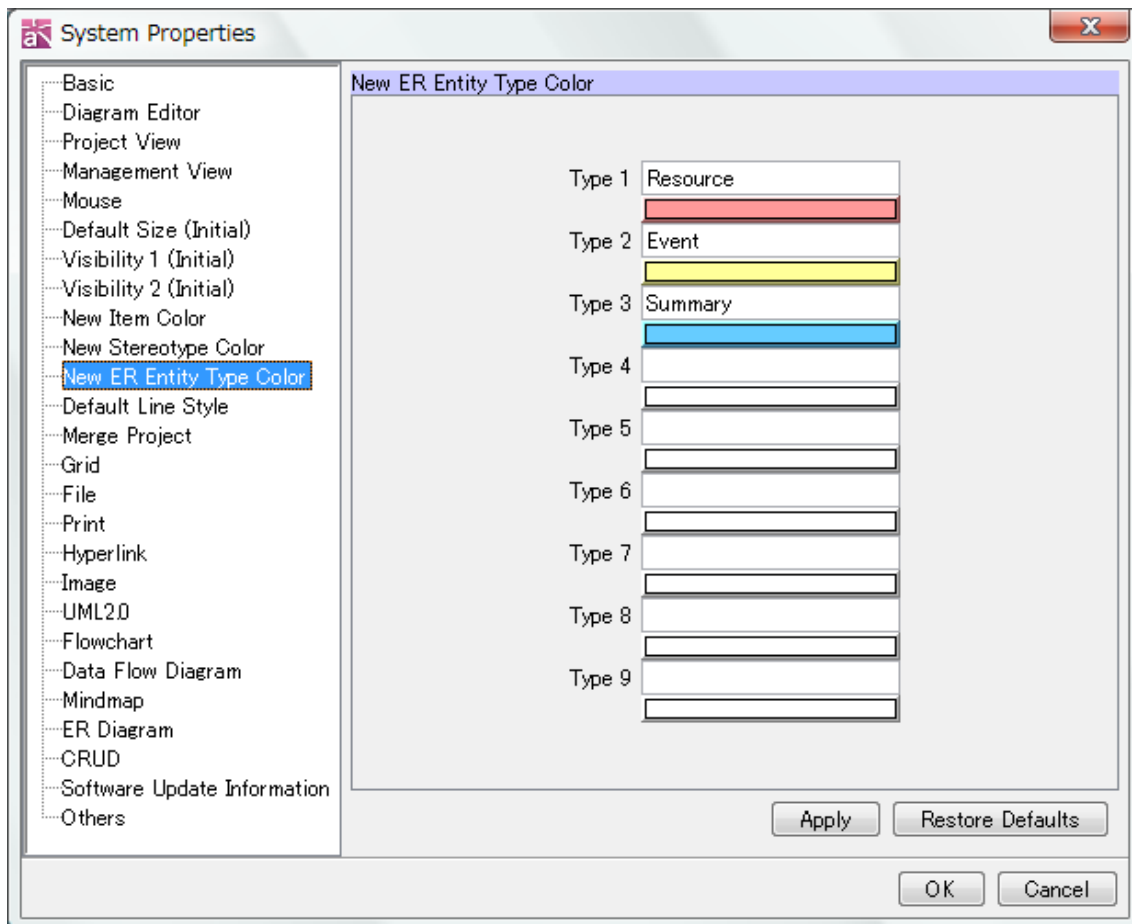 System Properties
Basic
Diagram Editor
Project View
Management View
Mouse
Default Size (Initial)
Visibility 1 (Initial)
Visibility 2 (Initial)
New Item Color
New Stereotype Color
New ER Entity Type Color
Default Line Style
Merge Project
Grid
File
Print
Hyperlink
Image
UML2.0
Flowchart
Data Flow Diagram
Mindmap
ER Diagram
CRUD
Software Update Information
Others
New ER Entity Type Color
Type 1 Resource
Type 2 Event
Type 3 Summary
Type 4
Type 5
Type 6
Type 7
Type 8
Type 9
Apply Restore Defaults
OK Cancel